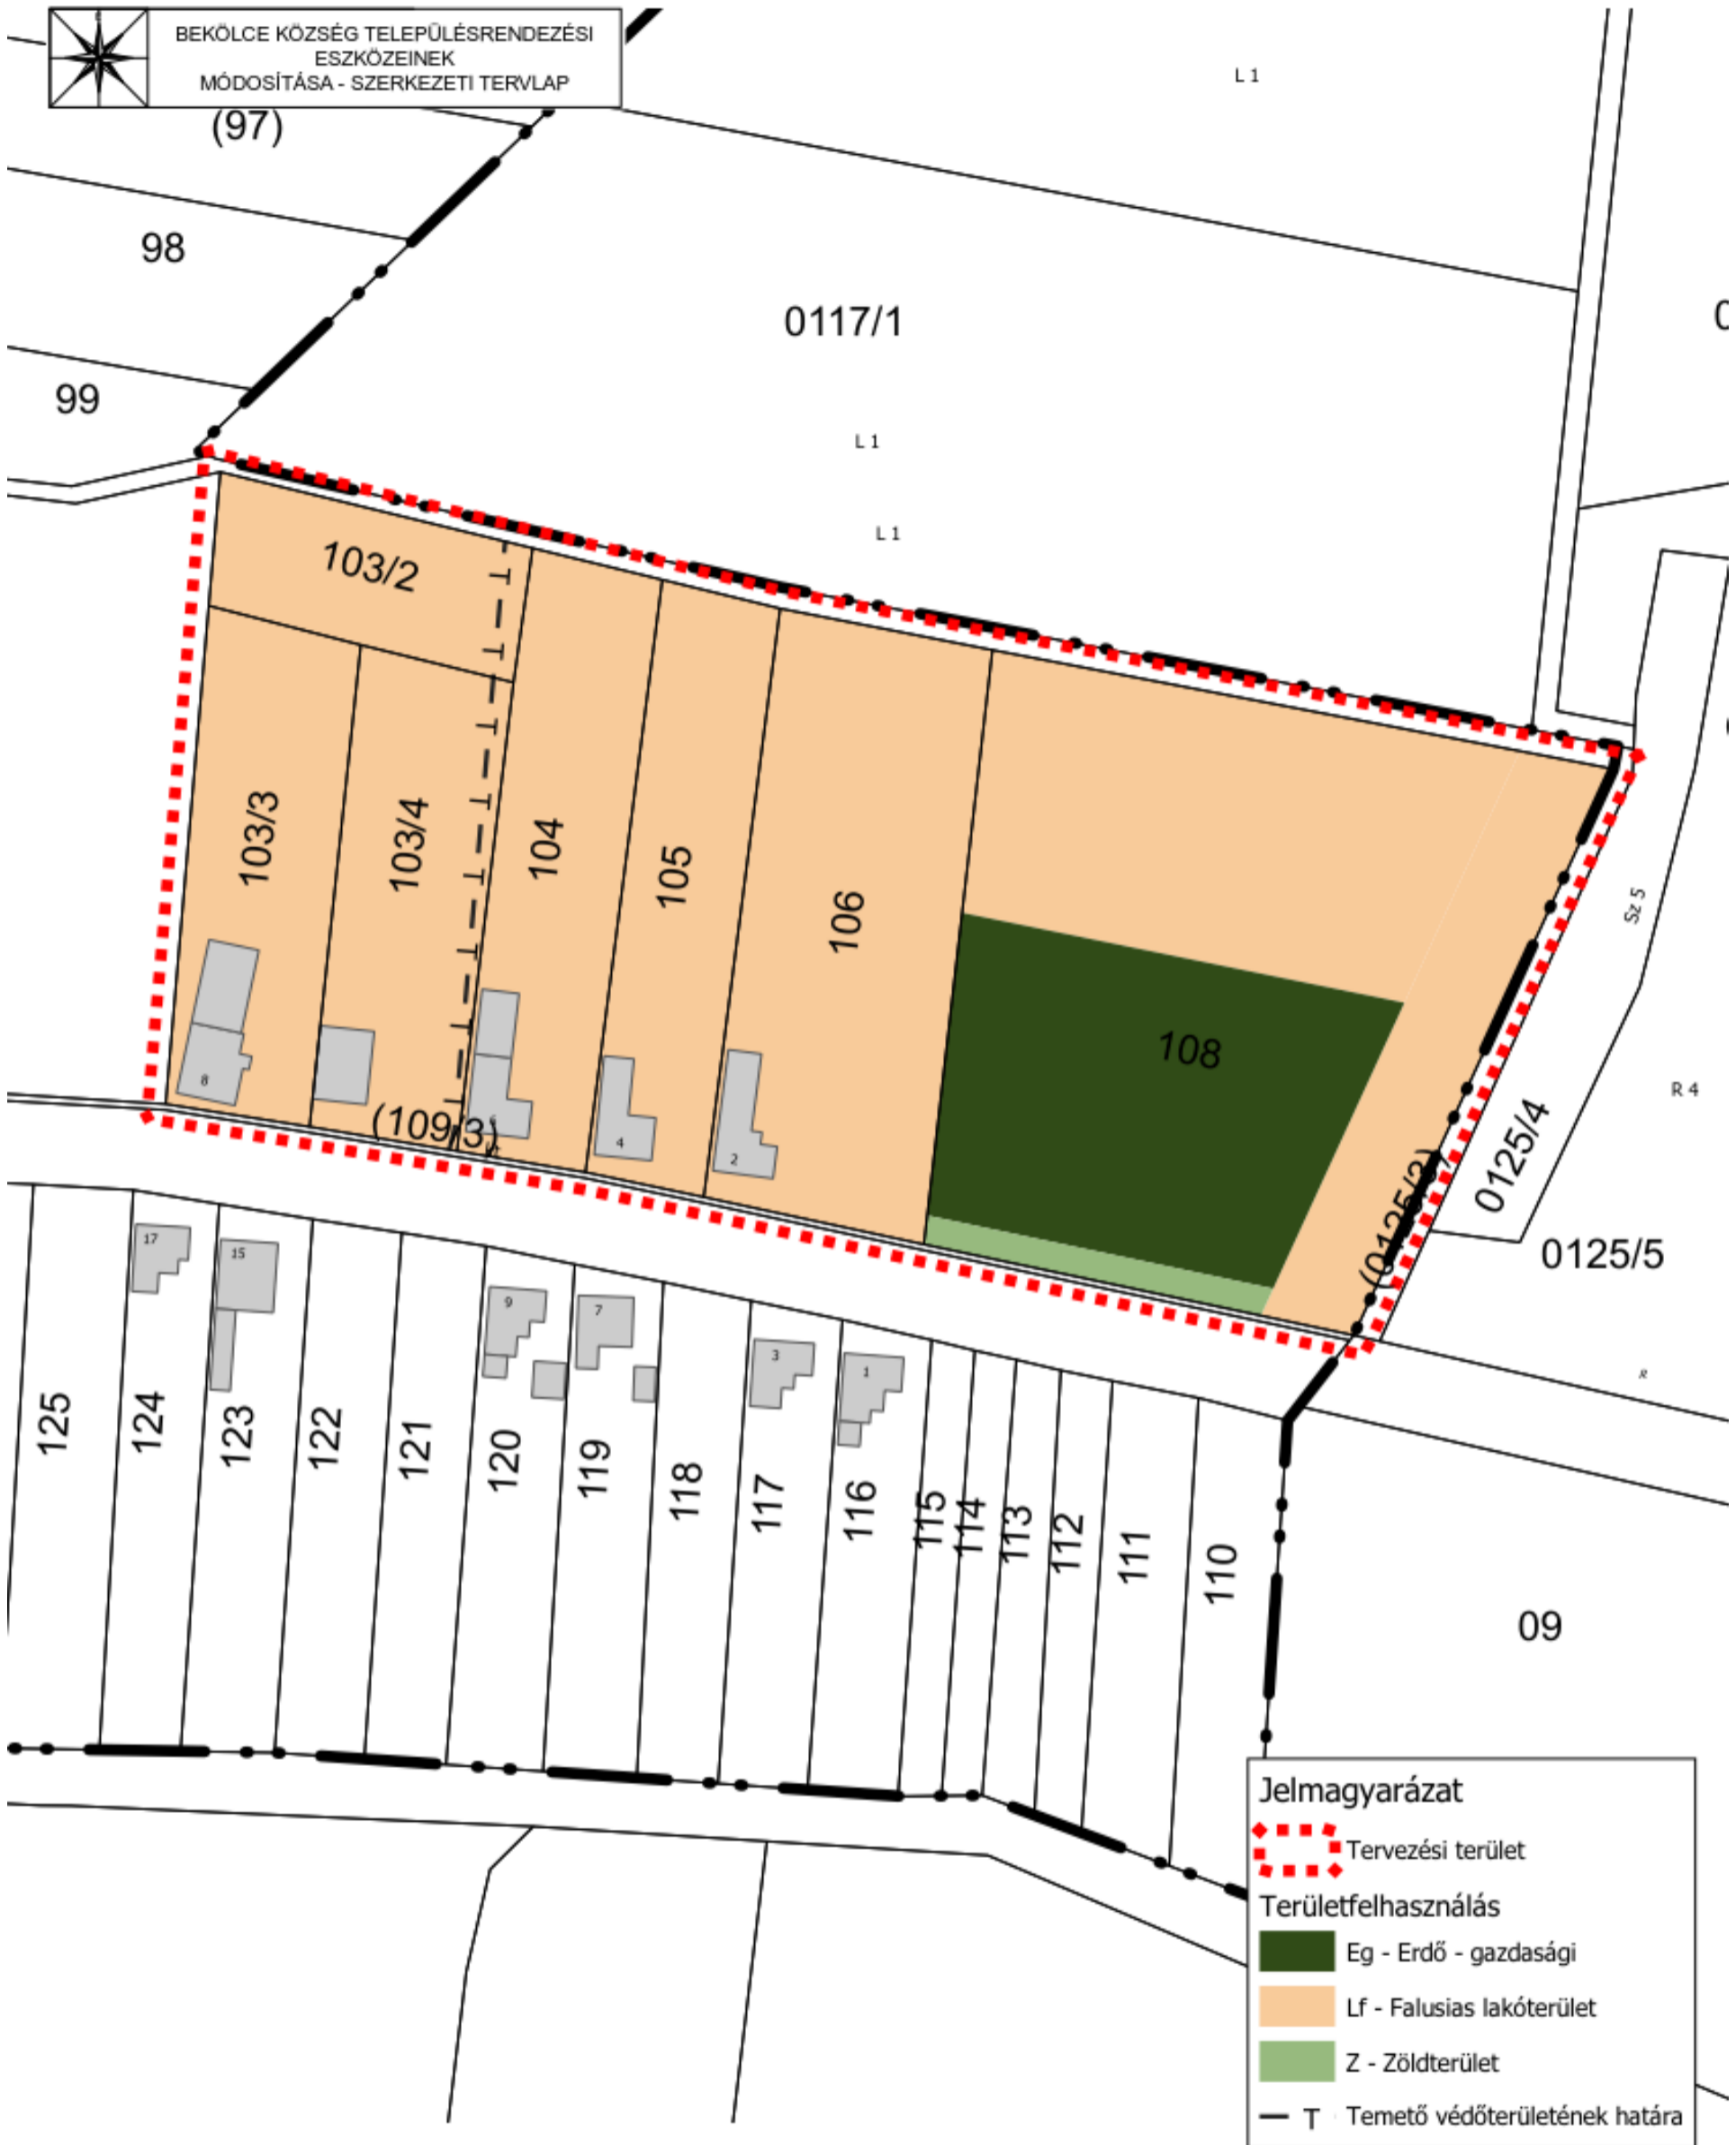 BEKÖLCE KÖZSÉG TELEPÜLÉSRENDEZÉSI
ESZKÖZEINEK
MÓDOSÍTÁSA - SZERKEZETI TERVLAP
L 1
(97)
98
0117/1
99
L 1
L 1
103/2
103/3
103/4
104
105
106
108
Sz 5
R 4
8
6
4
2
(109/3)
(0125/3)
0125/4
0125/5
17
15
9
7
3
1
R
125
124
123
122
121
120
119
118
117
116
115
114
113
112
111
110
09
Jelmagyarázat
Tervezési terület
Területfelhasználás
Eg - Erdő - gazdasági
Lf - Falusias lakóterület
Z - Zöldterület
T Temető védőterületének határa